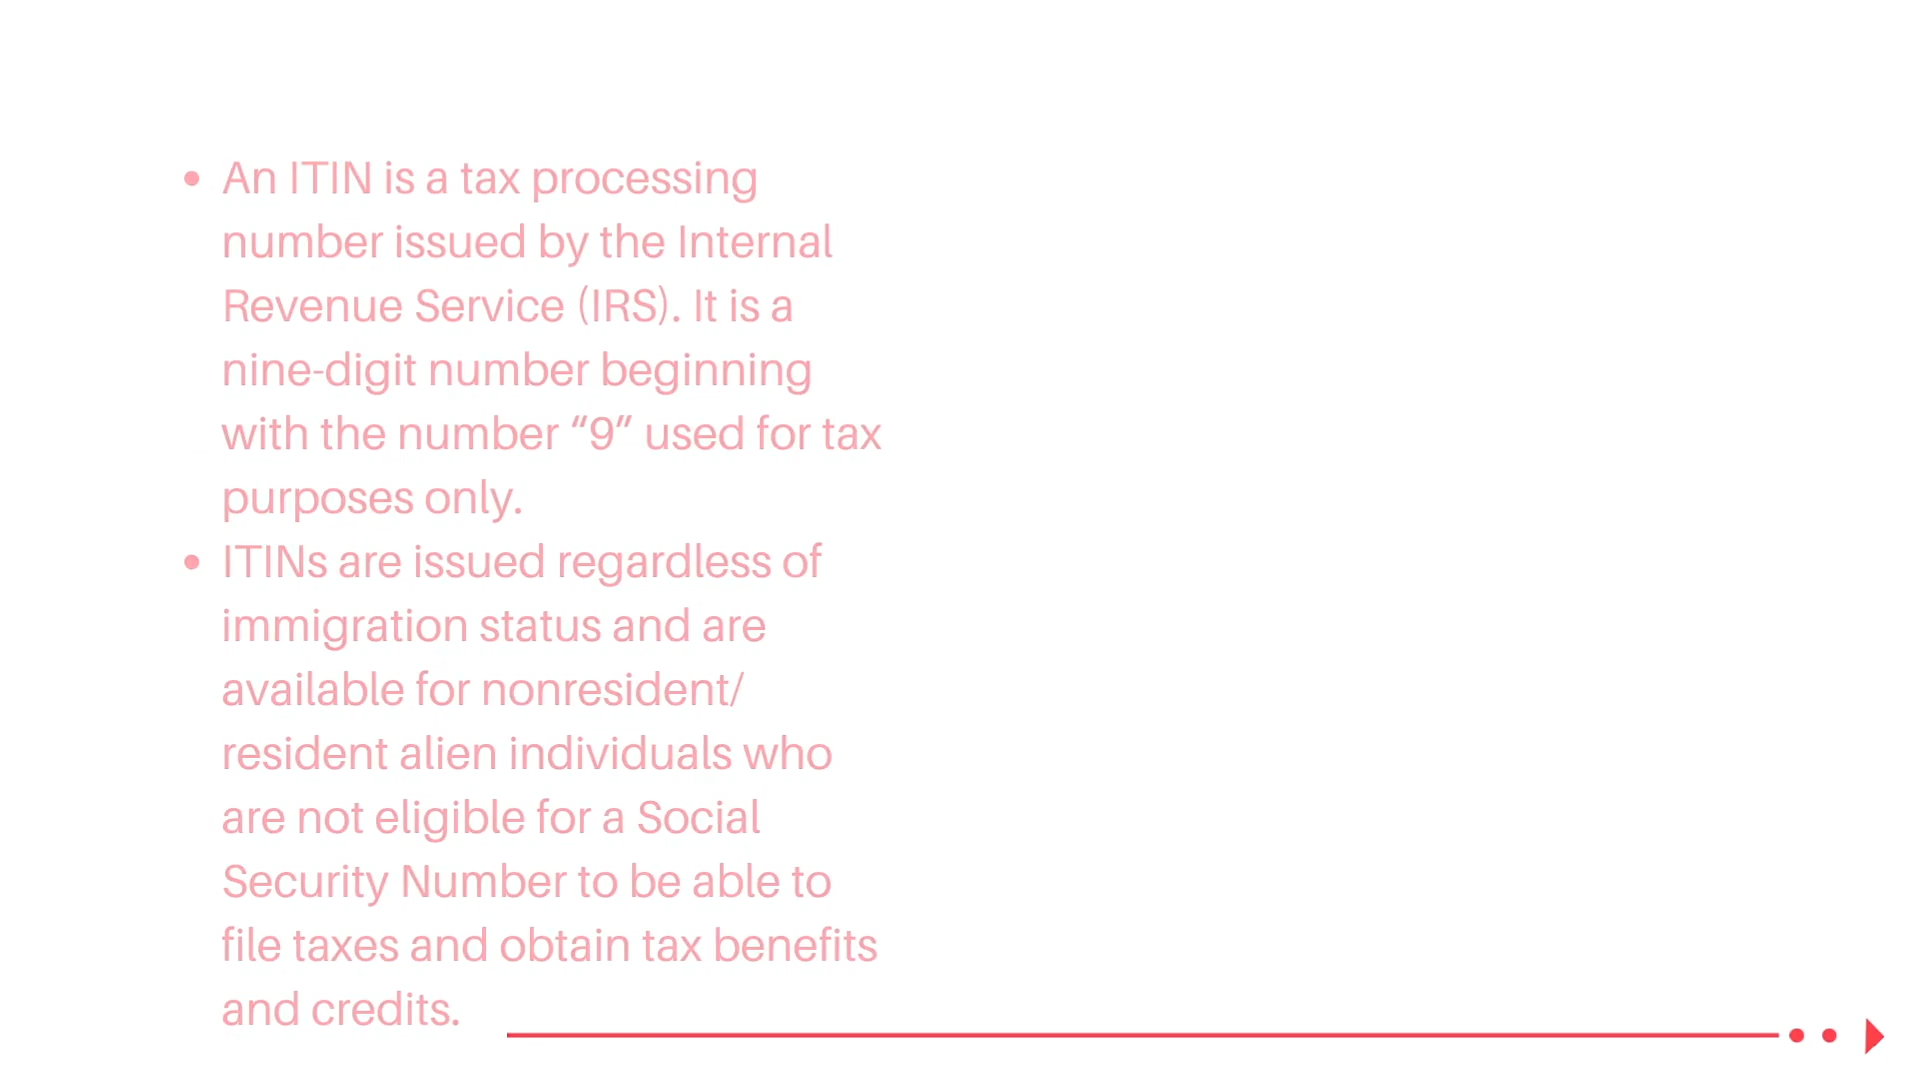 • An ITIN is a tax processing
number issued by the Internal
Revenue Service (IRS). It is a
nine-digit number beginning
with the number “9” used for tax
purposes only.
• ITINs are issued regardless of
immigration status and are
available for nonresident/
resident alien individuals who
are not eligible for a Social
Security Number to be able to
file taxes and obtain tax benefits
and credits.